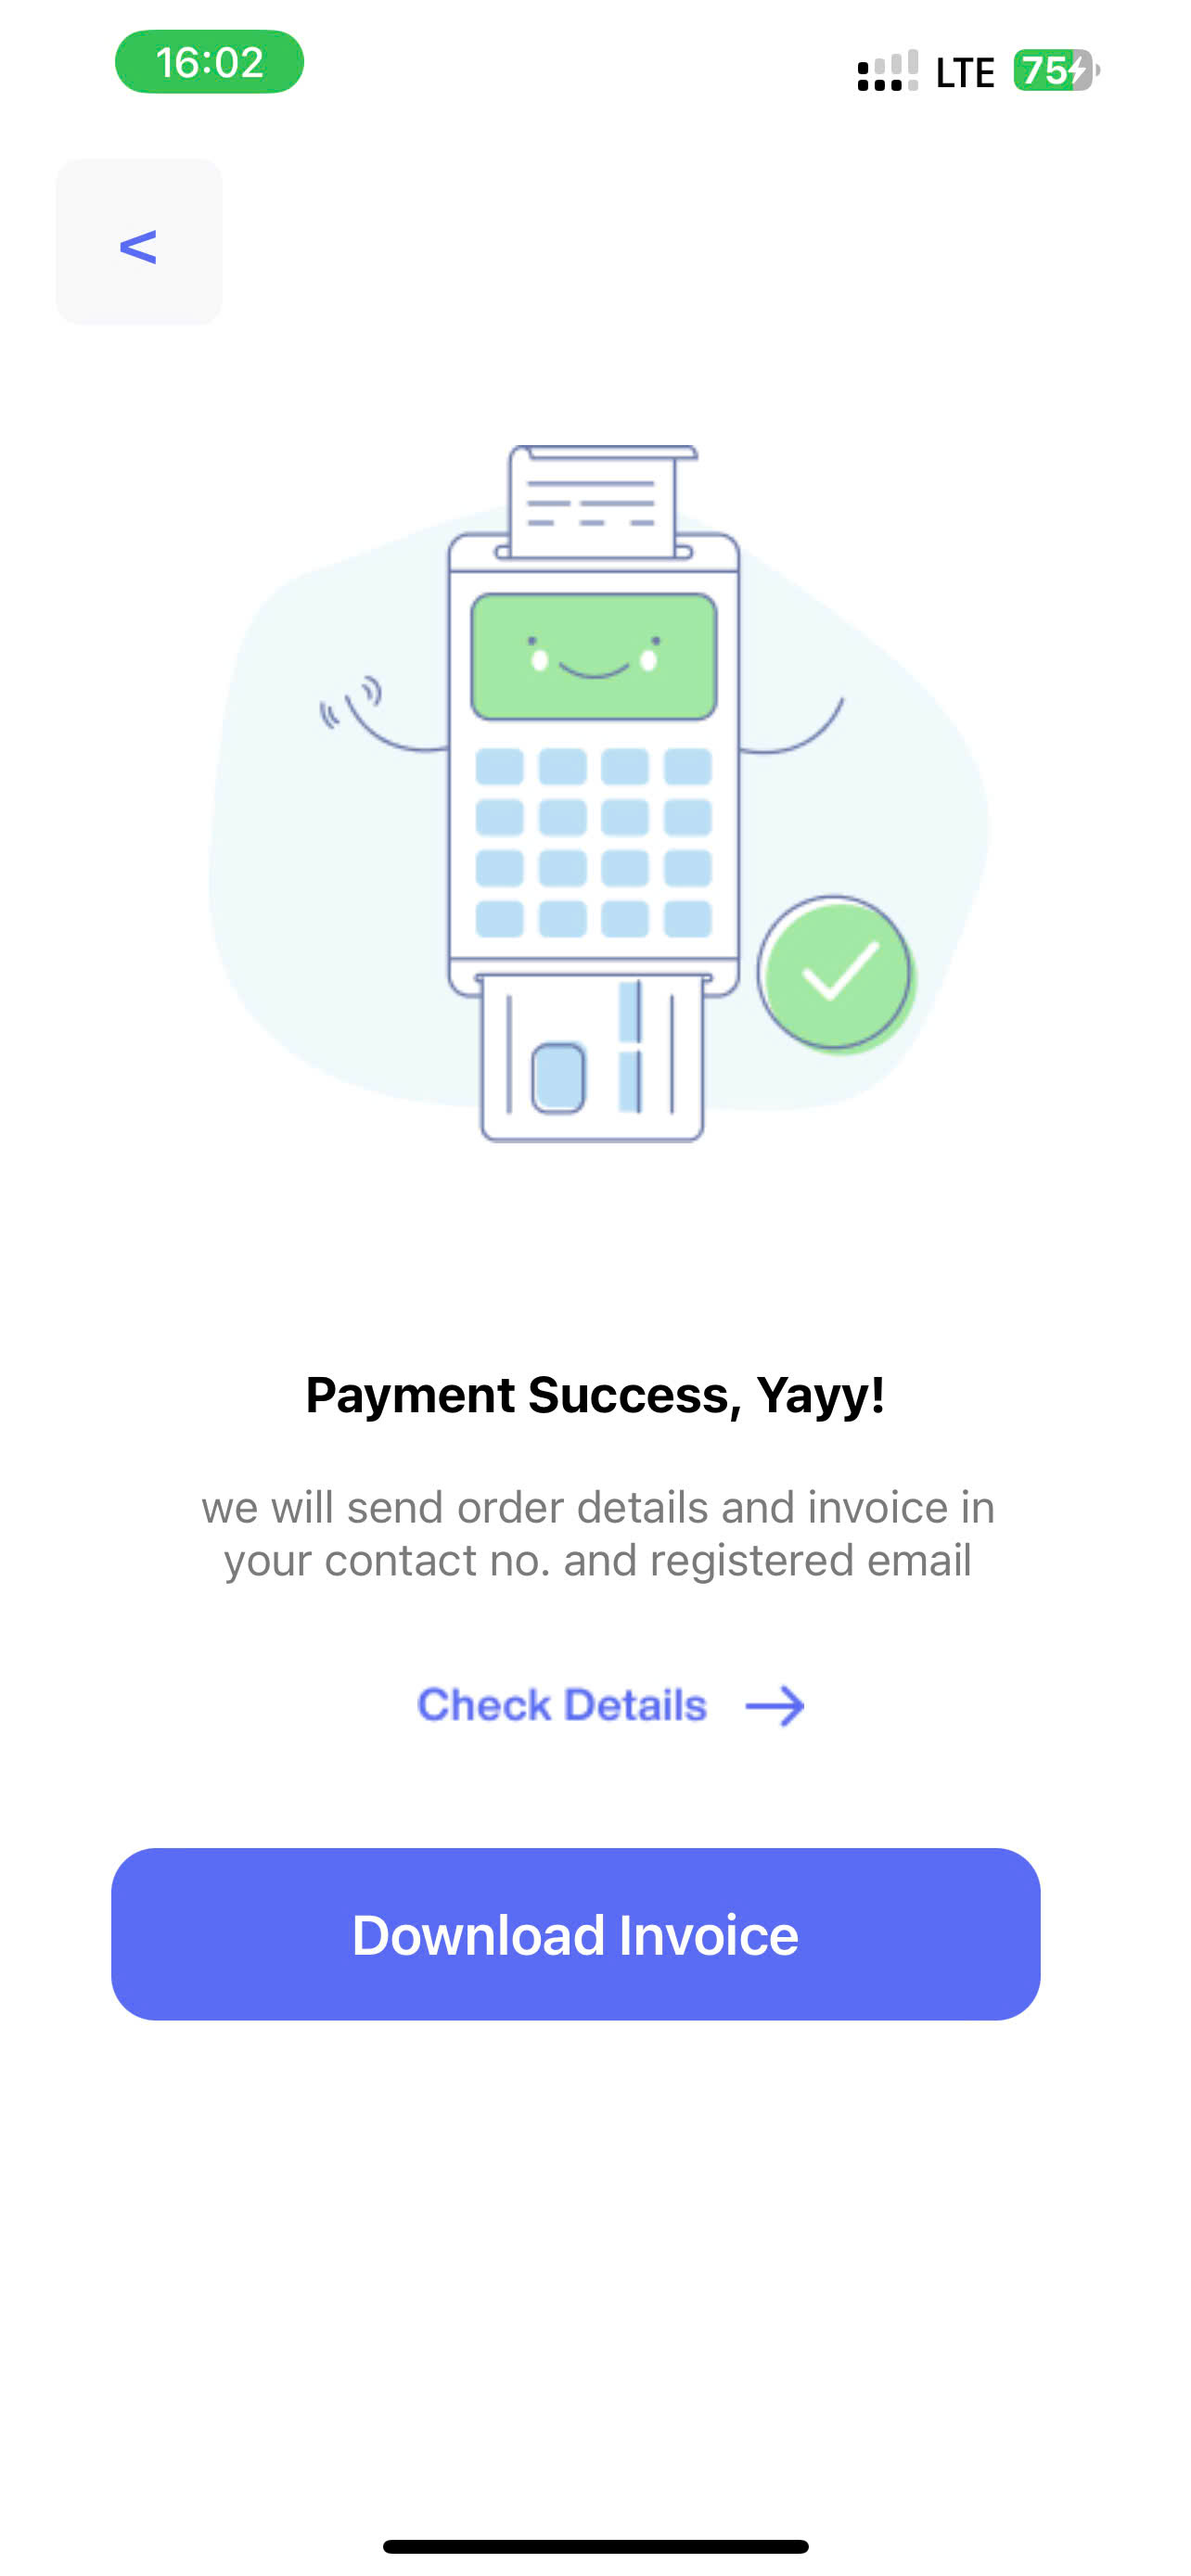 16:02
LTE 75
<
Payment Success, Yayy!
we will send order details and invoice in
your contact no. and registered email
Check Details →
Download Invoice